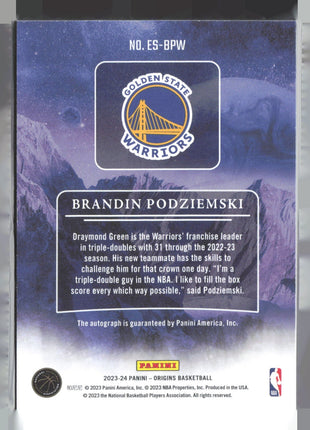 NO. ES-BPW
GOLDEN STATE
WARRIORS
BRANDIN PODZIEMSKI
Draymond Green is the Warriors' franchise leader
in triple-doubles with 31 through the 2022-23
season. His new teammate has the skills to
challenge him for that crown one day. "I'm a
triple-double guy in the NBA. I like to fill the box
score every which way possible," said Podziemski.
The autograph is guaranteed by Panini America, Inc.
PANINI
2023-24 PANINI – ORIGINS BASKETBALL
© 2023 Panini America, Inc. © 2023 NBA Properties, Inc. Produced in the USA.
© 2023 the National Basketball Players Association. All rights reserved.
NBA